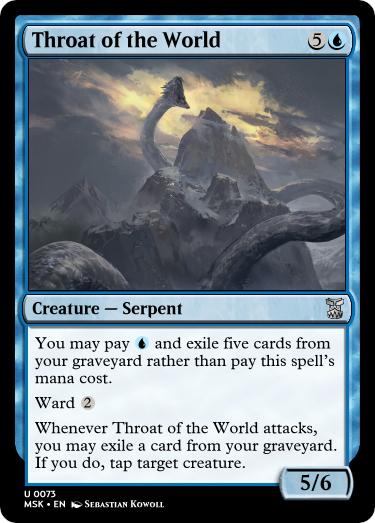 Throat of the World 5
Creature — Serpent
You may pay and exile five cards from
your graveyard rather than pay this spell's
mana cost.
Ward 2
Whenever Throat of the World attacks,
you may exile a card from your graveyard.
If you do, tap target creature.
5/6
U 0073
MSK • EN Sebastian Kowoll